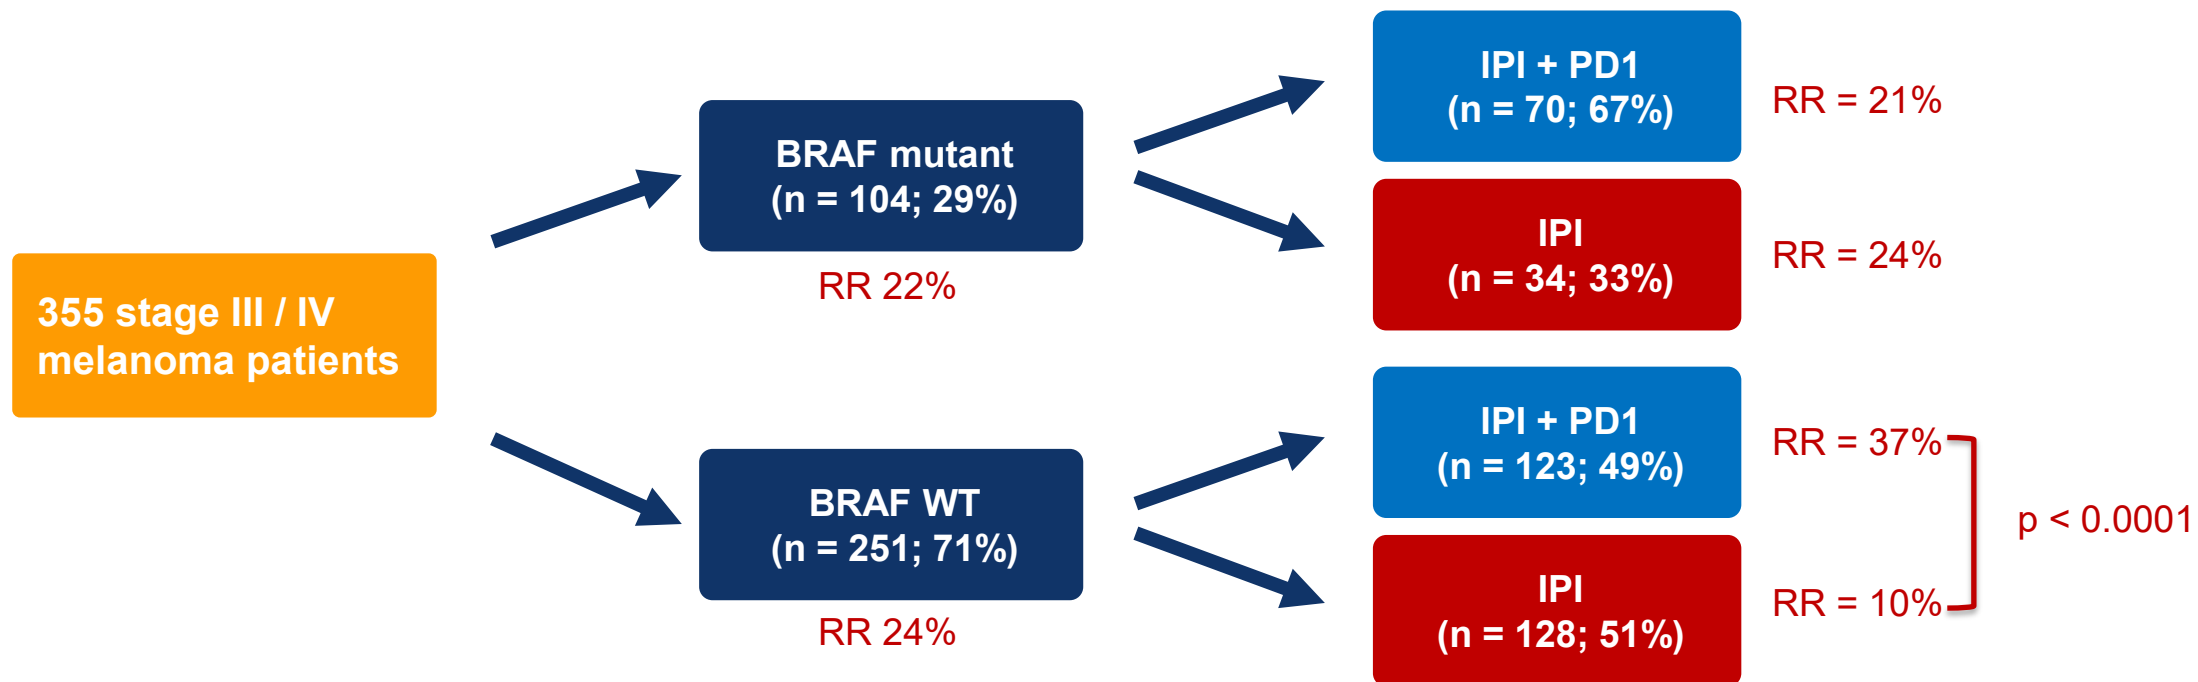 355 stage III / IV
melanoma patients
BRAF mutant
(n = 104; 29%)
RR 22%
IPI + PD1
(n = 70; 67%)
RR = 21%
IPI
(n = 34; 33%)
RR = 24%
BRAF WT
(n = 251; 71%)
RR 24%
IPI + PD1
(n = 123; 49%)
RR = 37%
IPI
(n = 128; 51%)
RR = 10%
p < 0.0001